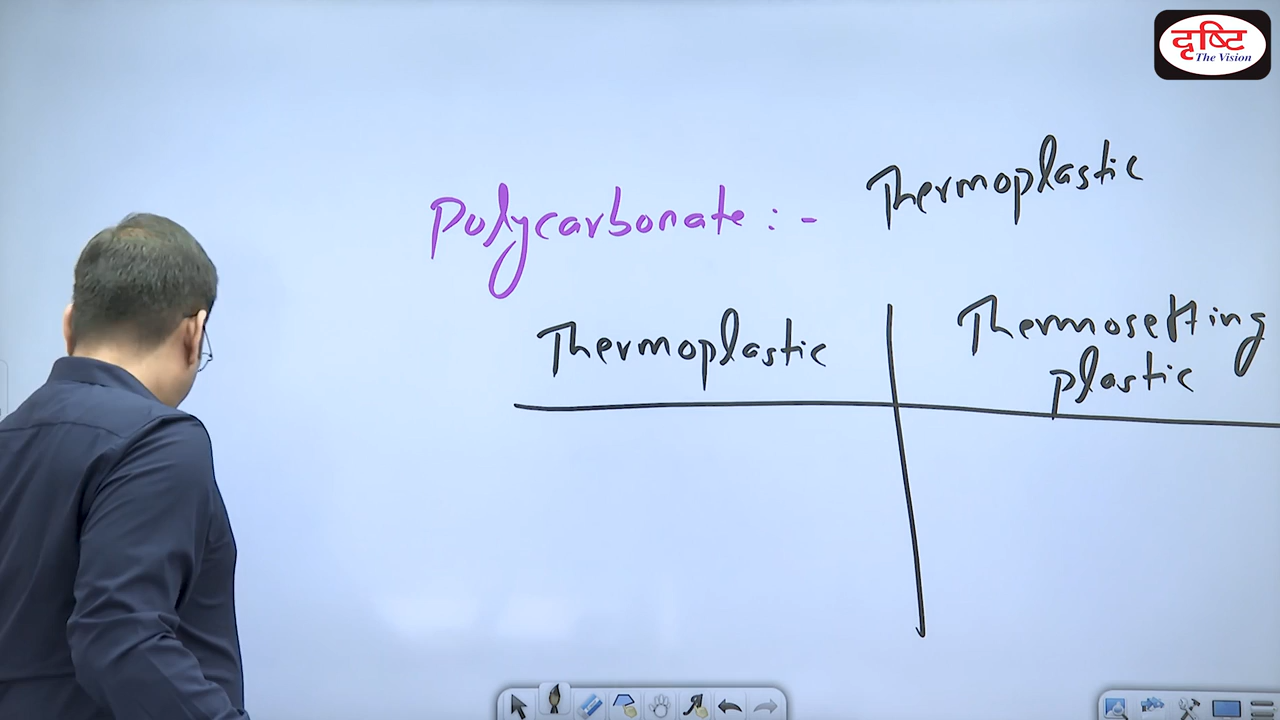 दृष्टि
The Vision
Thermoplastic
Polycarbonate :-
Thermoplastic
Thermosetting
plastic